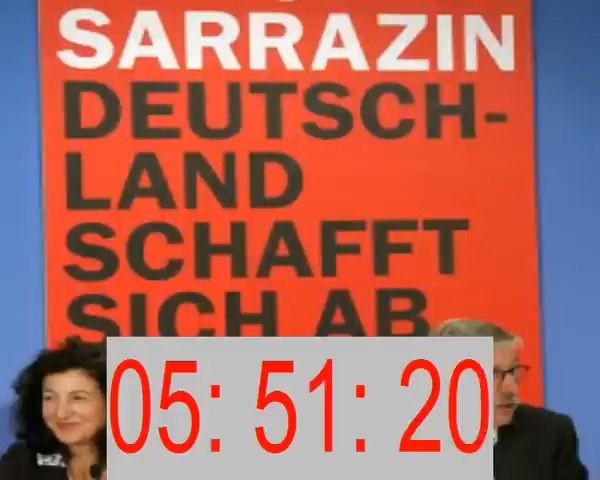 SARRAZIN
DEUTSCH-
LAND
SCHAFFT
SICH AB
05: 51: 20